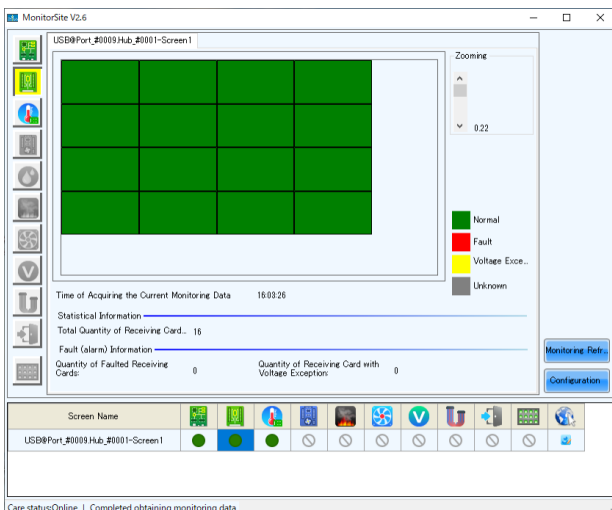 MonitorSite V2.6
USB@Port_#0009.Hub_#0001-Screen1
Zooming
0.22
Normal
Fault
Voltage Exce..
Unknown
Time of Acquiring the Current Monitoring Data 16:03:26
Statistical Information
Total Quantity of Receiving Card.. 16
Fault (alarm) Information
Quantity of Faulted Receiving Cards: 0
Quantity of Receiving Card with Voltage Exception: 0
Monitoring Refr..
Configuration
Screen Name
USB@Port_#0009.Hub_#0001-Screen1
Care status:Online | Completed obtaining monitoring data